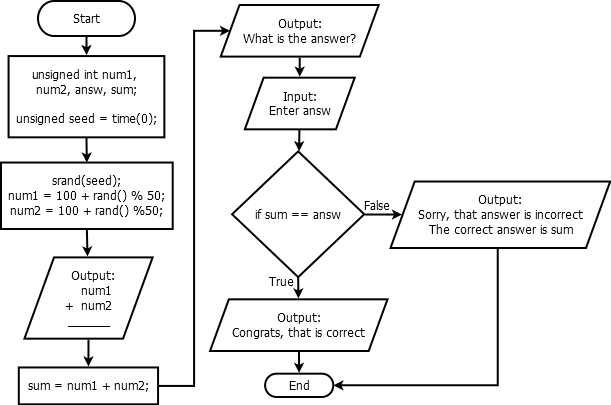 Start
unsigned int num1,
num2, answ, sum;
unsigned seed = time(0);
srand(seed);
num1 = 100 + rand() % 50;
num2 = 100 + rand() %50;
Output:
num1
+ num2
______
sum = num1 + num2;
Output:
What is the answer?
Input:
Enter answ
if sum == answ
False
Output:
Sorry, that answer is incorrect
The correct answer is sum
True
Output:
Congrats, that is correct
End